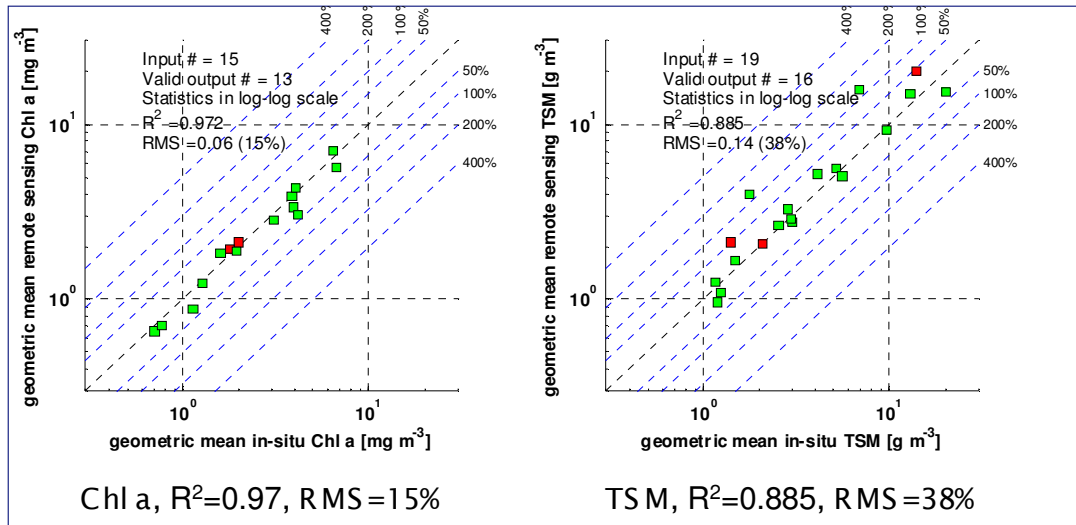 400%
200%
100%
50%
Input # = 15
Valid output # = 13
Statistics in log-log scale
R² =0.972
RMS =0.06 (15%)
50%
100%
200%
400%
10¹
10⁰
10⁰
10¹
geometric mean remote sensing Chl a [mg m⁻³]
geometric mean in-situ Chl a [mg m⁻³]
400%
200%
100%
50%
Input # = 19
Valid output # = 16
Statistics in log-log scale
R² =0.885
RMS =0.14 (38%)
50%
100%
200%
400%
10¹
10⁰
10⁰
10¹
geometric mean remote sensing TSM [g m⁻³]
geometric mean in-situ TSM [g m⁻³]
Chl a, R²=0.97, RMS=15%
TSM, R²=0.885, RMS=38%